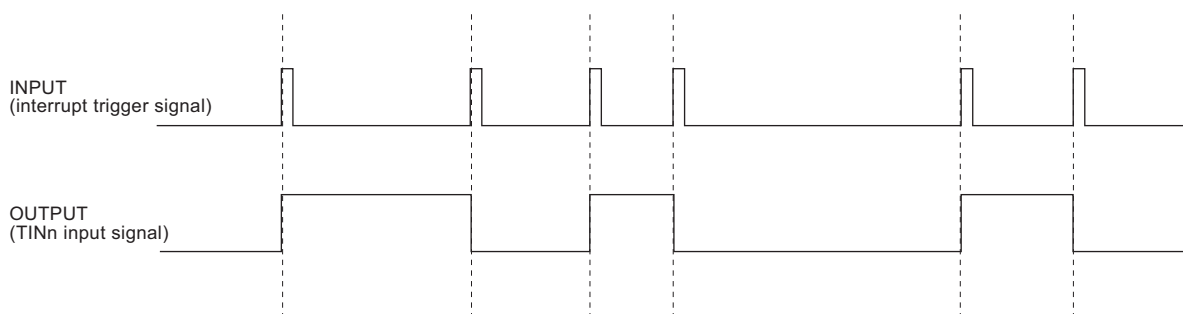 INPUT
(interrupt trigger signal)
OUTPUT
(TINn input signal)